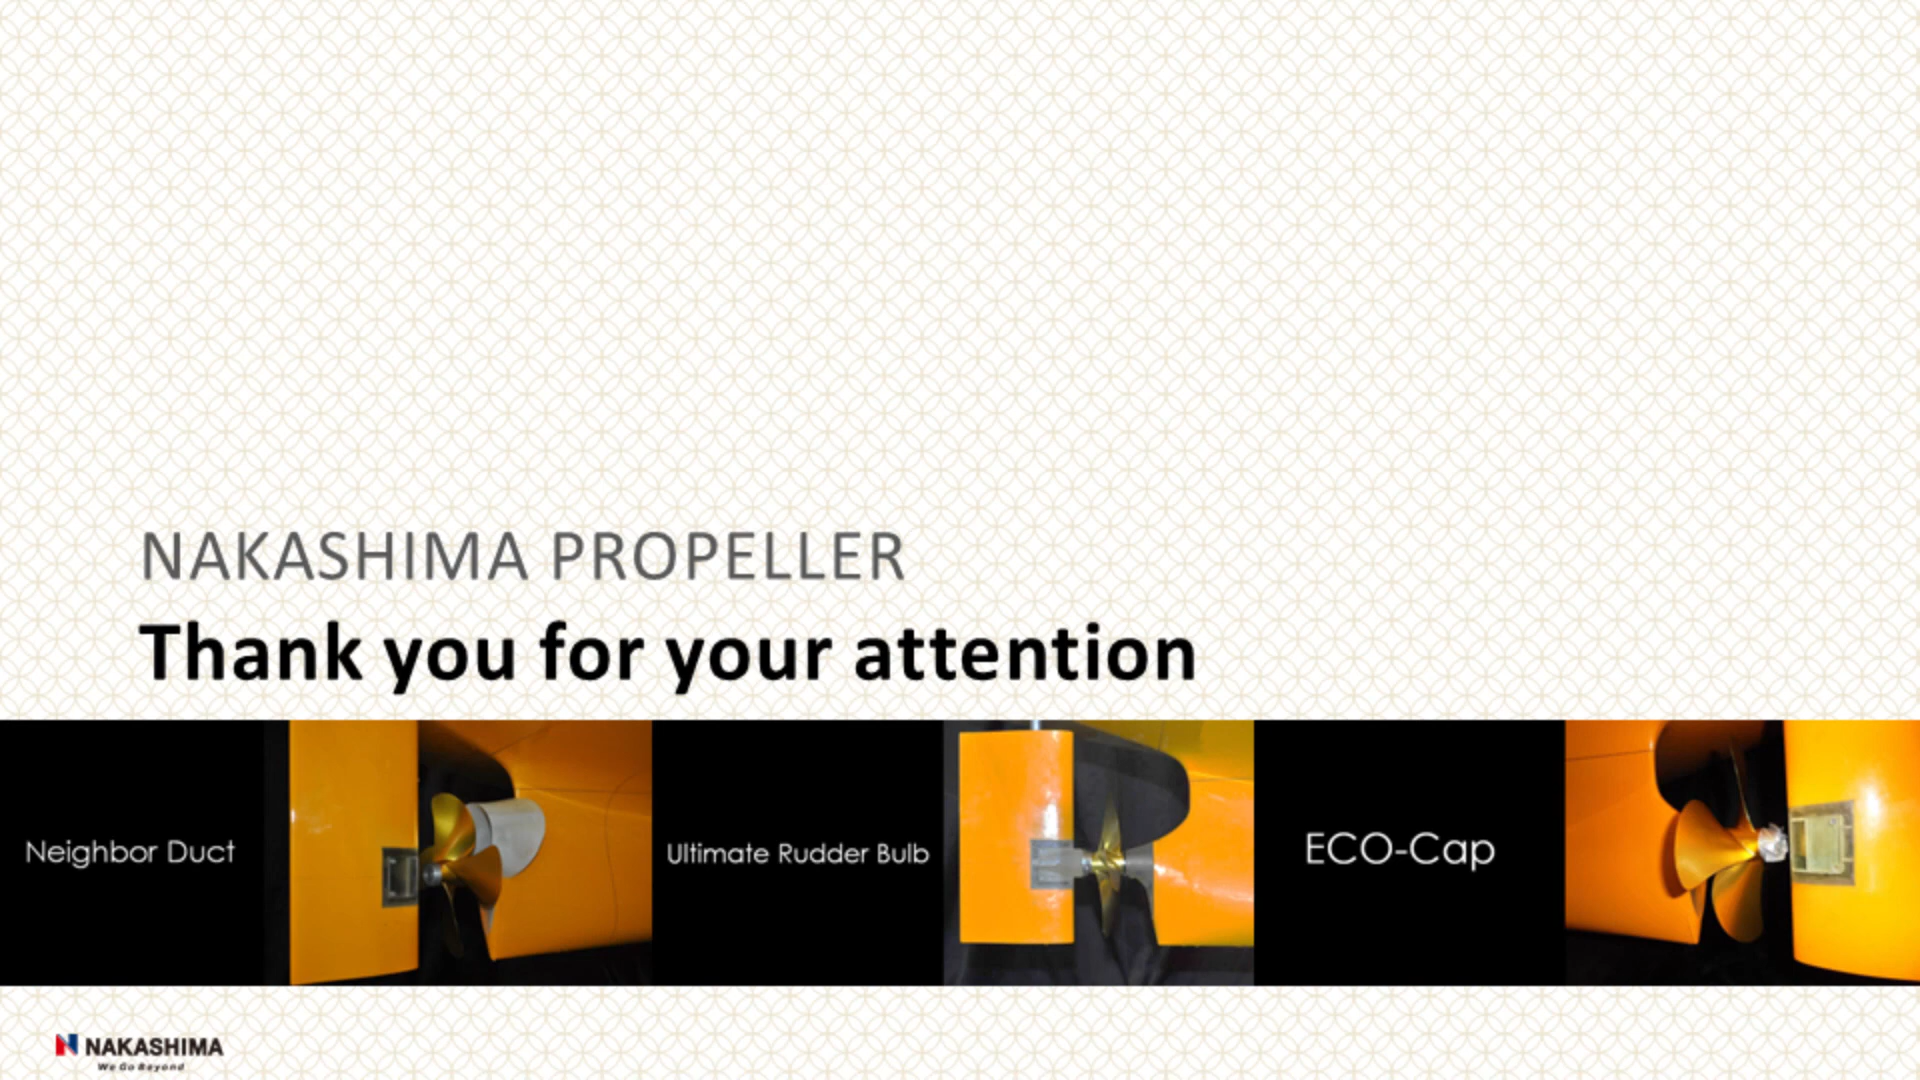 NAKASHIMA PROPELLER
Thank you for your attention
Neighbor Duct
Ultimate Rudder Bulb
ECO-Cap
NAKASHIMA
We Go Beyond